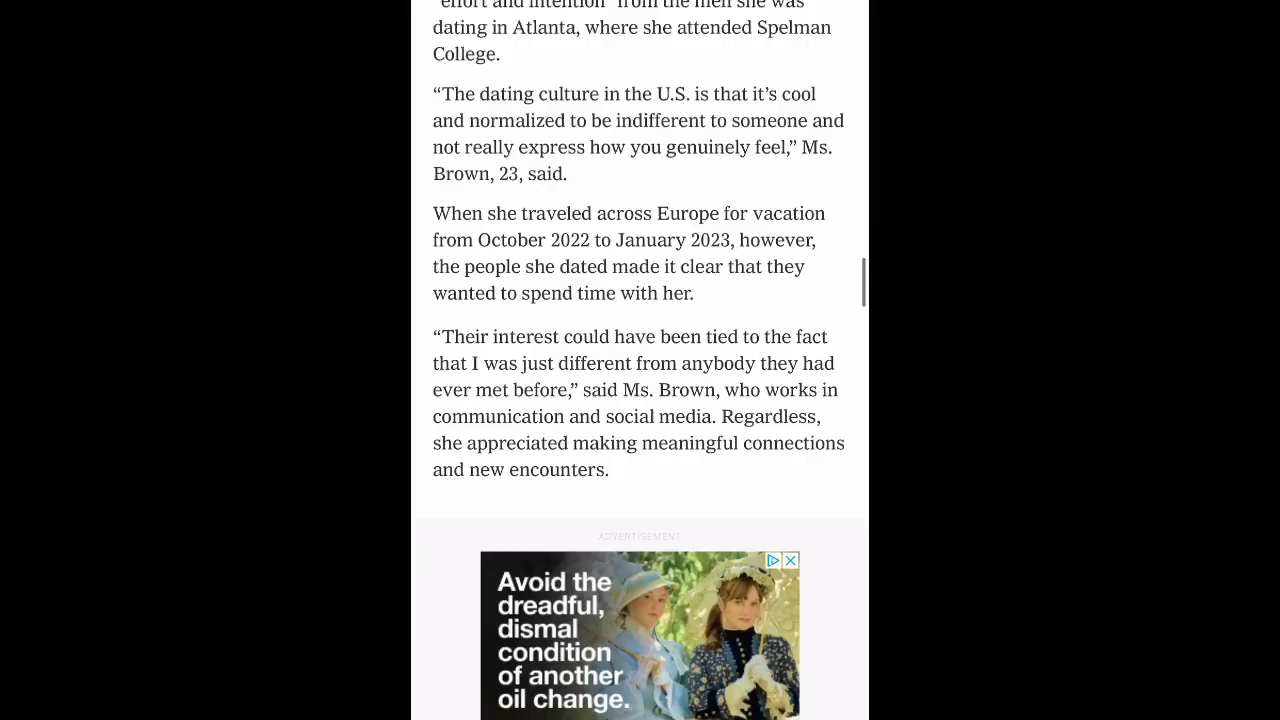 "effort and intention" from the men she was
dating in Atlanta, where she attended Spelman
College.
“The dating culture in the U.S. is that it’s cool
and normalized to be indifferent to someone and
not really express how you genuinely feel,” Ms.
Brown, 23, said.
When she traveled across Europe for vacation
from October 2022 to January 2023, however,
the people she dated made it clear that they
wanted to spend time with her.
“Their interest could have been tied to the fact
that I was just different from anybody they had
ever met before,” said Ms. Brown, who works in
communication and social media. Regardless,
she appreciated making meaningful connections
and new encounters.
ADVERTISEMENT
Avoid the
dreadful,
dismal
condition
of another
oil change.